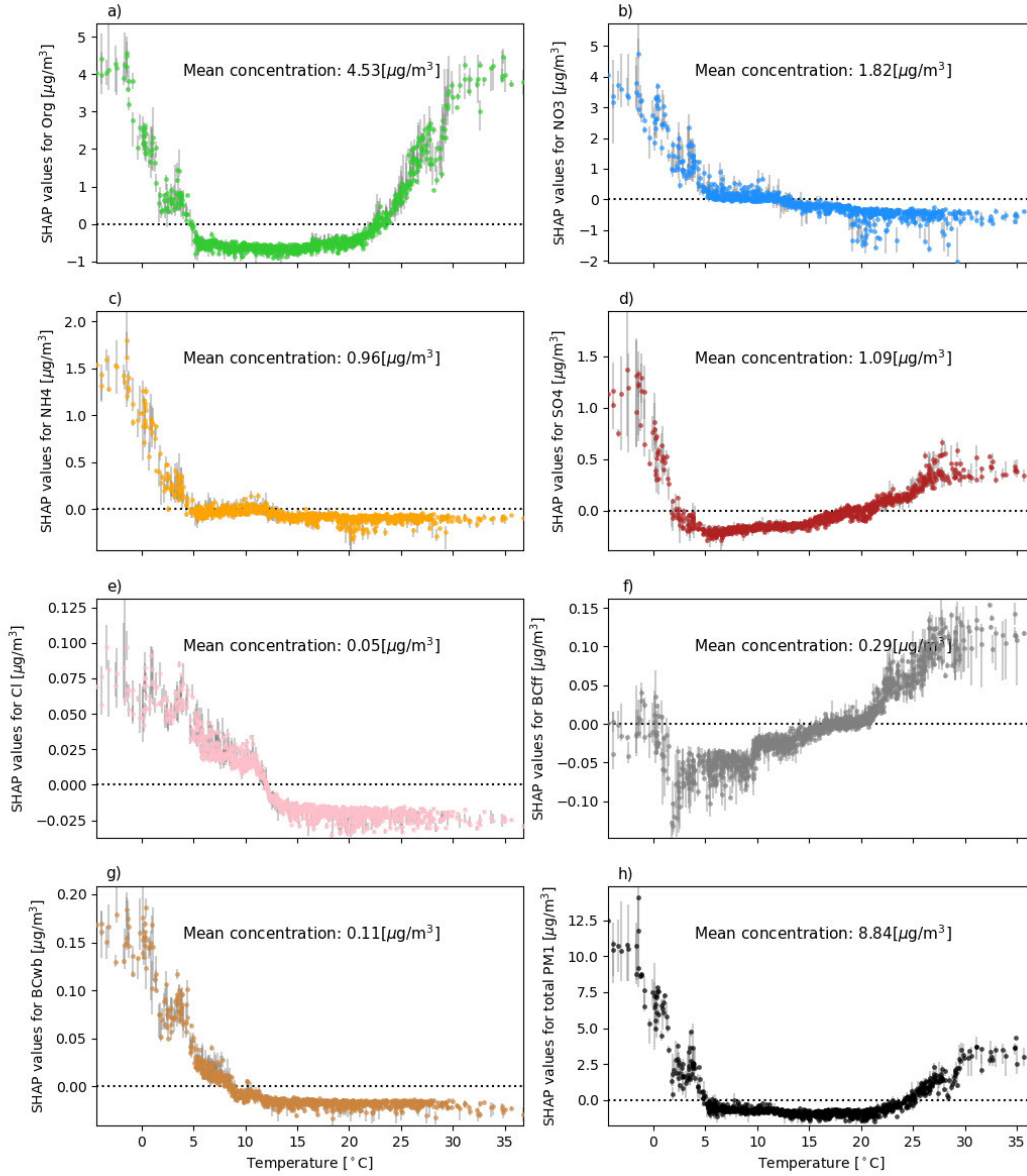 a)
SHAP values for Org [μg/m³]
Mean concentration: 4.53[μg/m³]
5
4
3
2
1
0
−1
b)
SHAP values for NO3 [μg/m³]
Mean concentration: 1.82[μg/m³]
5
4
3
2
1
0
−1
−2
c)
SHAP values for NH4 [μg/m³]
Mean concentration: 0.96[μg/m³]
2.0
1.5
1.0
0.5
0.0
d)
SHAP values for SO4 [μg/m³]
Mean concentration: 1.09[μg/m³]
1.5
1.0
0.5
0.0
e)
SHAP values for Cl [μg/m³]
Mean concentration: 0.05[μg/m³]
0.125
0.100
0.075
0.050
0.025
0.000
−0.025
f)
SHAP values for BCff [μg/m³]
Mean concentration: 0.29[μg/m³]
0.15
0.10
0.05
0.00
−0.05
−0.10
g)
SHAP values for BCwb [μg/m³]
Mean concentration: 0.11[μg/m³]
0.20
0.15
0.10
0.05
0.00
0 5 10 15 20 25 30 35
Temperature [°C]
h)
SHAP values for total PM1 [μg/m³]
Mean concentration: 8.84[μg/m³]
12.5
10.0
7.5
5.0
2.5
0.0
0 5 10 15 20 25 30 35
Temperature [°C]